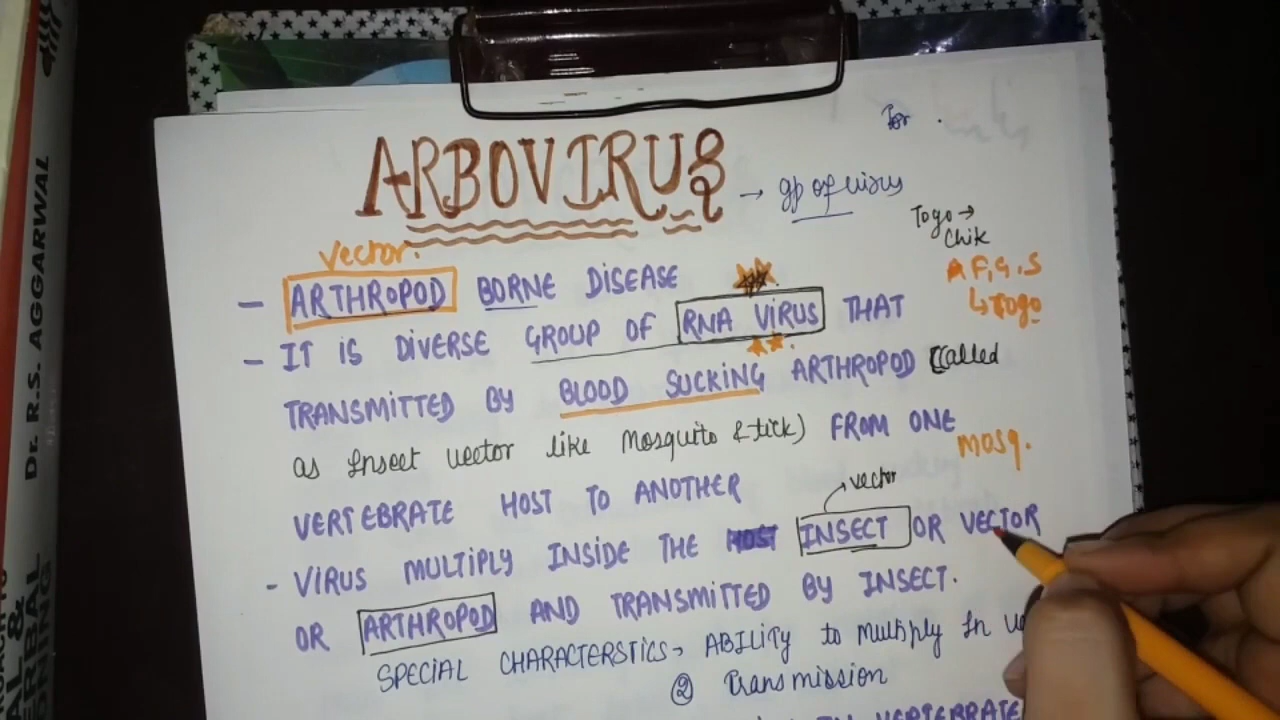 For .
ARBOVIRUS → gp of virus
Togo →
Chik
Vector.
A F, G, S
↳ Togo
- ARTHROPOD BORNE DISEASE
- IT IS DIVERSE GROUP OF RNA VIRUS THAT
TRANSMITTED BY BLOOD SUCKING ARTHROPOD (Called
as Insect vector like Mosquito & tick) FROM ONE
Mosq.
VERTEBRATE HOST TO ANOTHER
vector
- VIRUS MULTIPLY INSIDE THE INSECT OR VECTOR
OR ARTHROPOD AND TRANSMITTED BY INSECT.
SPECIAL CHARACTERSTICS → ABILITY to Multiply In
② Transmission
VERTEBRATE
Dr. R.S. AGGARWAL